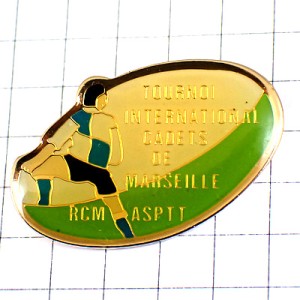 TOURNOI
INTERNATIONAL
CADETS
DE
MARSEILLE
RCM ASPTT